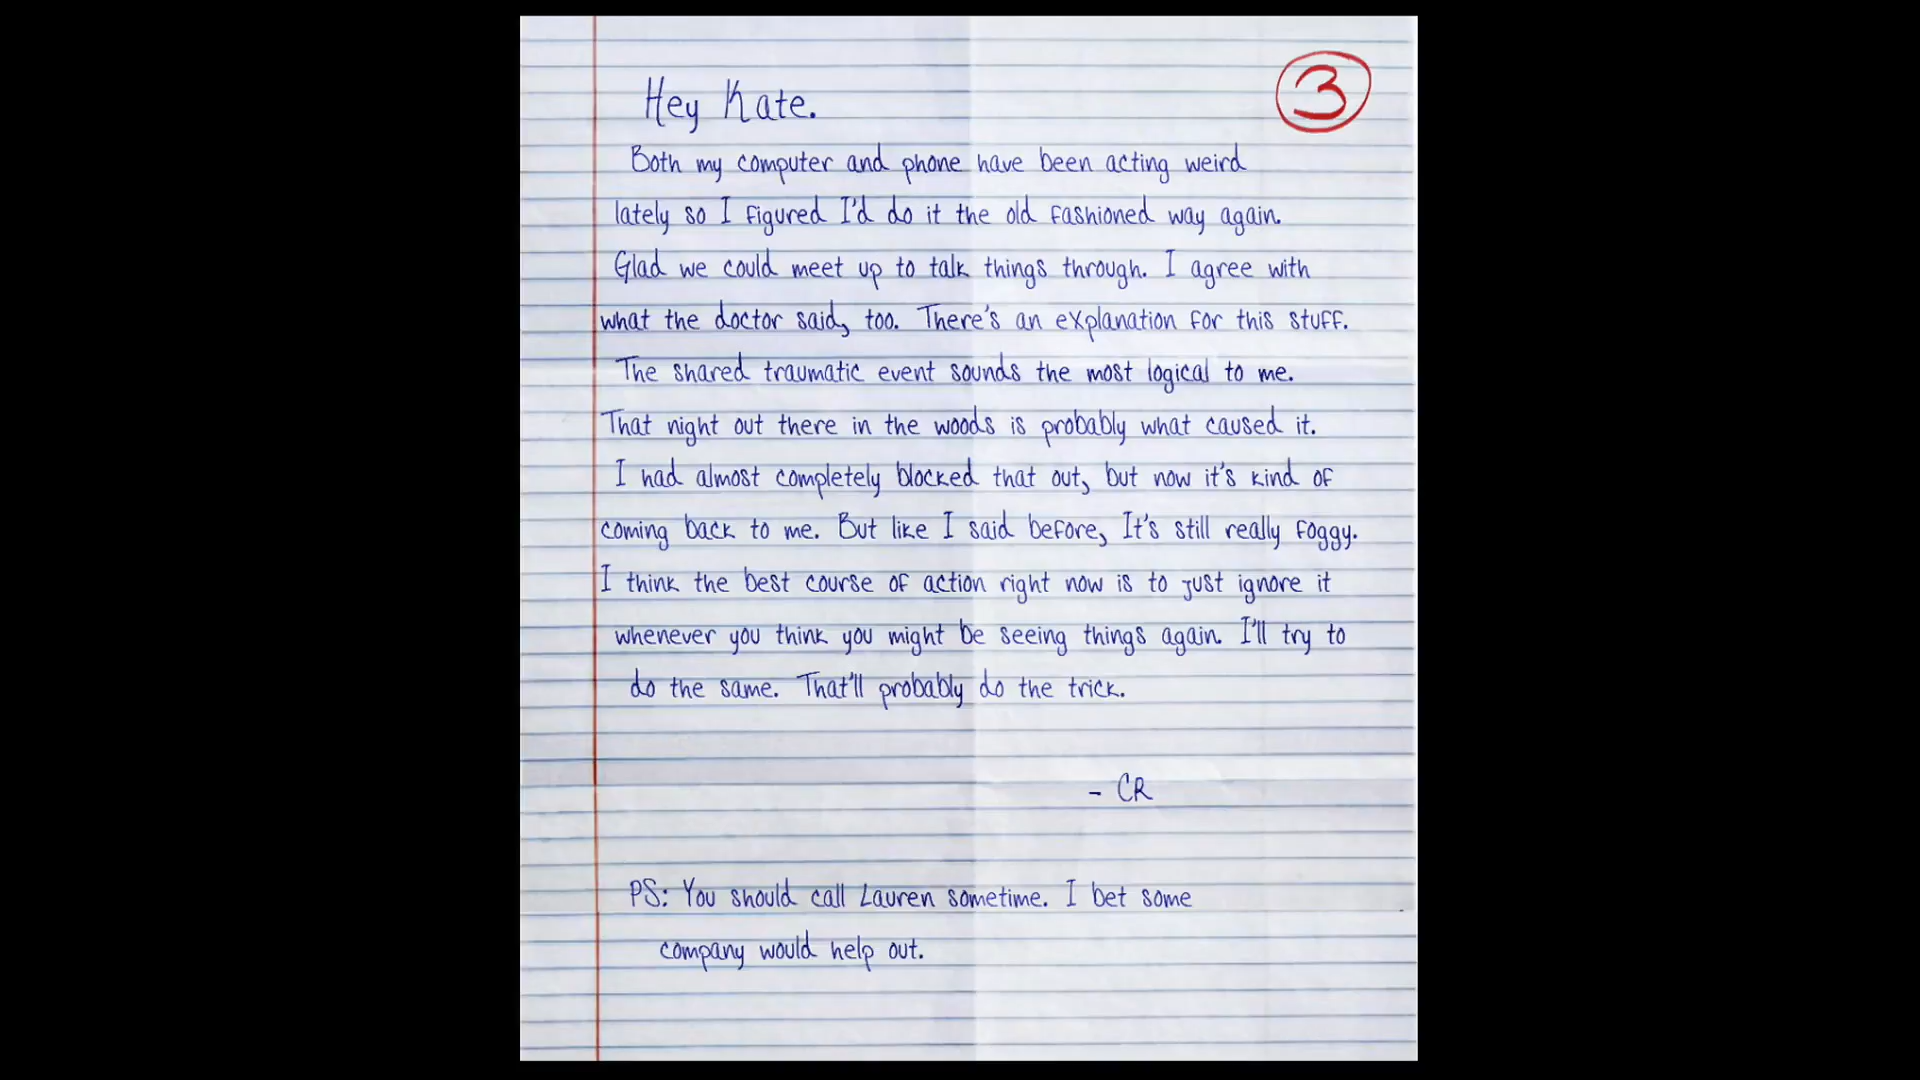 3
Hey Kate.
Both my computer and phone have been acting weird
lately so I figured I'd do it the old fashioned way again.
Glad we could meet up to talk things through. I agree with
what the doctor said, too. There's an explanation for this stuff.
The shared traumatic event sounds the most logical to me.
That night out there in the woods is probably what caused it.
I had almost completely blocked that out, but now it's kind of
coming back to me. But like I said before, It's still really foggy.
I think the best course of action right now is to just ignore it
whenever you think you might be seeing things again. I'll try to
do the same. That'll probably do the trick.
- CR
PS: You should call Lauren sometime. I bet some
company would help out.